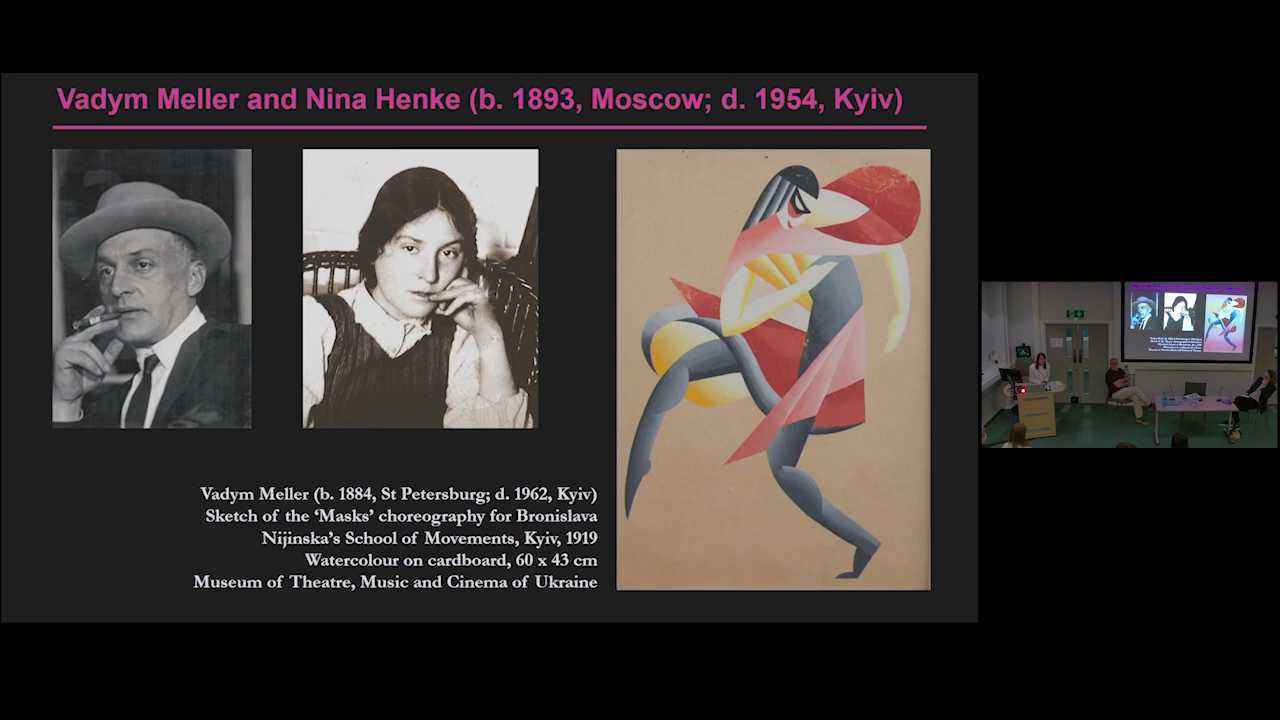 Vadym Meller and Nina Henke (b. 1893, Moscow; d. 1954, Kyiv)
Vadym Meller (b. 1884, St Petersburg; d. 1962, Kyiv)
Sketch of the ‘Masks’ choreography for Bronislava
Nijinska’s School of Movements, Kyiv, 1919
Watercolour on cardboard, 60 x 43 cm
Museum of Theatre, Music and Cinema of Ukraine